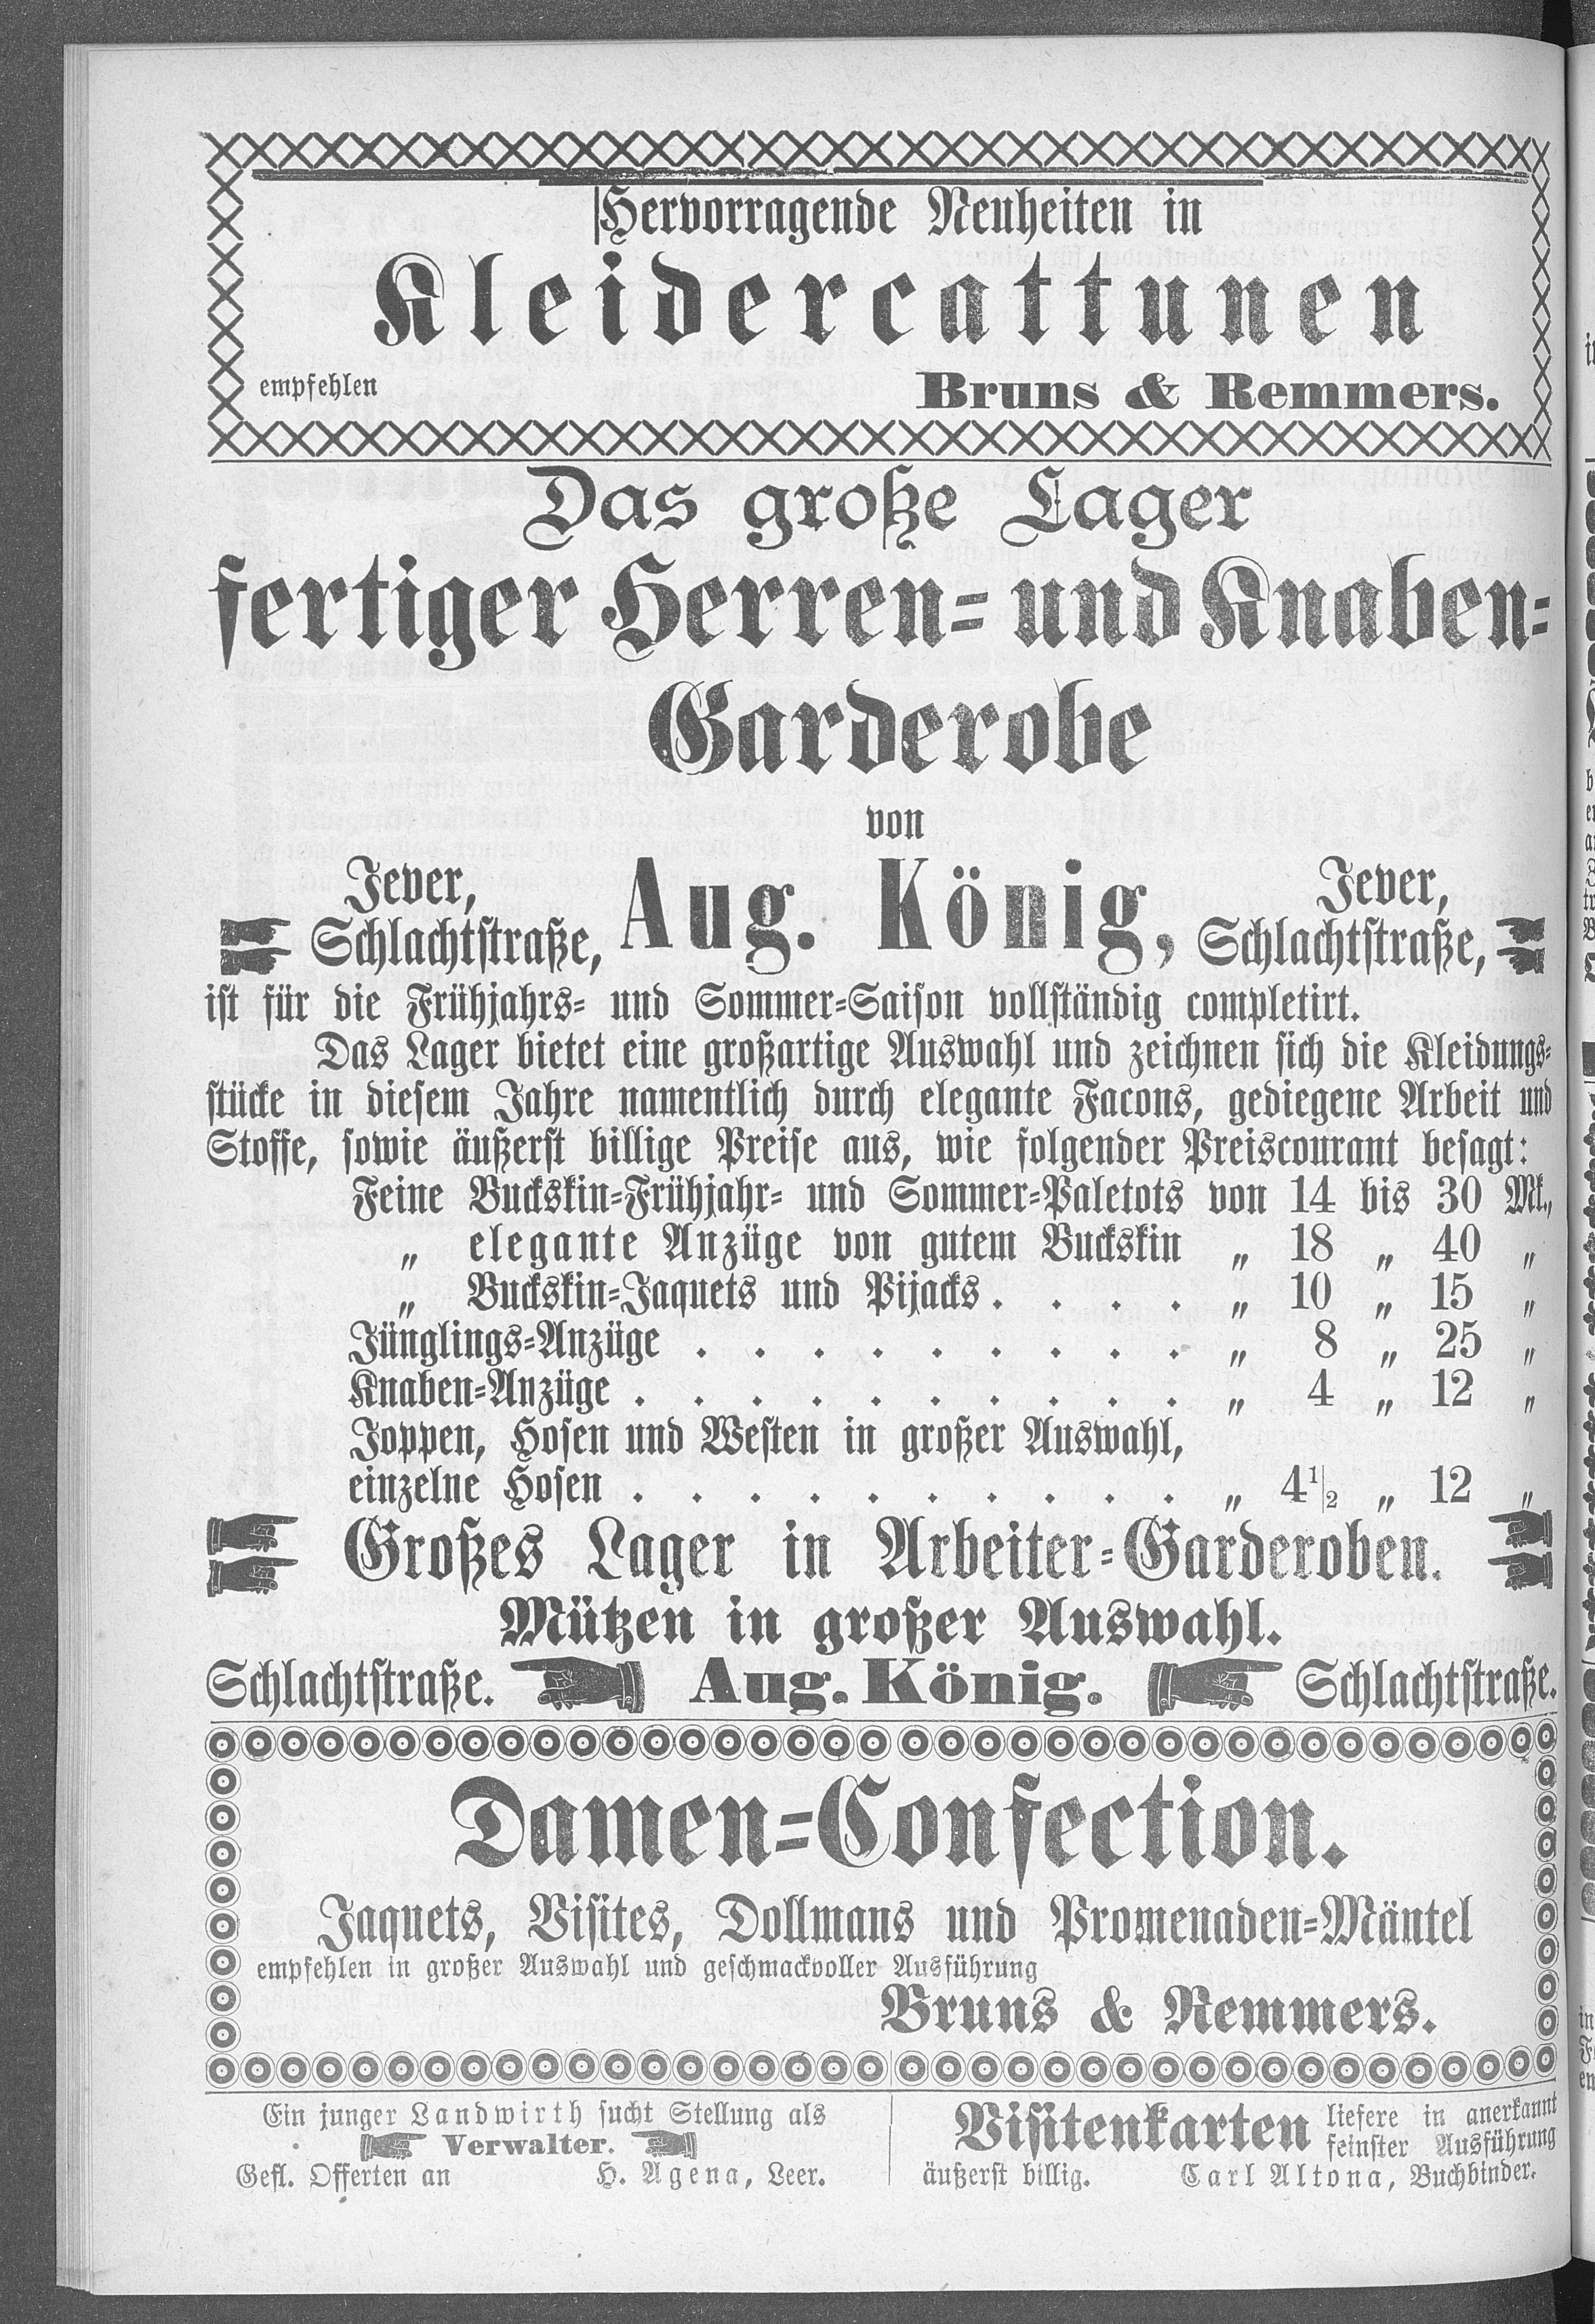 Hervorragende Neuheiten in
Kleidercattunen
empfehlen Bruns & Remmers.
Das große Lager
fertiger Herren- und Knaben-
Garderobe
von
Jever, Schlachtstraße, Aug. König, Jever, Schlachtstraße,
ist für die Frühjahrs- und Sommer-Saison vollständig completirt.
Das Lager bietet eine großartige Auswahl und zeichnen sich die Kleidungs-
stücke in diesem Jahre namentlich durch elegante Facons, gediegene Arbeit und
Stoffe, sowie äußerst billige Preise aus, wie folgender Preiscourant besagt:
Feine Buckskin-Frühjahr- und Sommer-Paletots von 14 bis 30 Mk.,
„ elegante Anzüge von gutem Buckskin „ 18 „ 40 „
„ Buckskin-Jaquets und Pijacks . . . . „ 10 „ 15 „
Jünglings-Anzüge . . . . . . . . . „ 8 „ 25 „
Knaben-Anzüge . . . . . . . . . . „ 4 „ 12 „
Joppen, Hosen und Westen in großer Auswahl,
einzelne Hosen . . . . . . . . . . „ 4½ „ 12 „
Großes Lager in Arbeiter-Garderoben.
Mützen in großer Auswahl.
Schlachtstraße. Aug. König. Schlachtstraße.
Damen-Confection.
Jaquets, Visites, Dollmans und Promenaden-Mäntel
empfehlen in großer Auswahl und geschmackvoller Ausführung
Bruns & Remmers.
Ein junger Landwirth sucht Stellung als
Verwalter.
Gefl. Offerten an H. Agena, Leer.
Visitenkarten liefere in anerkannt
feinster Ausführung
äußerst billig. Carl Altona, Buchbinder.